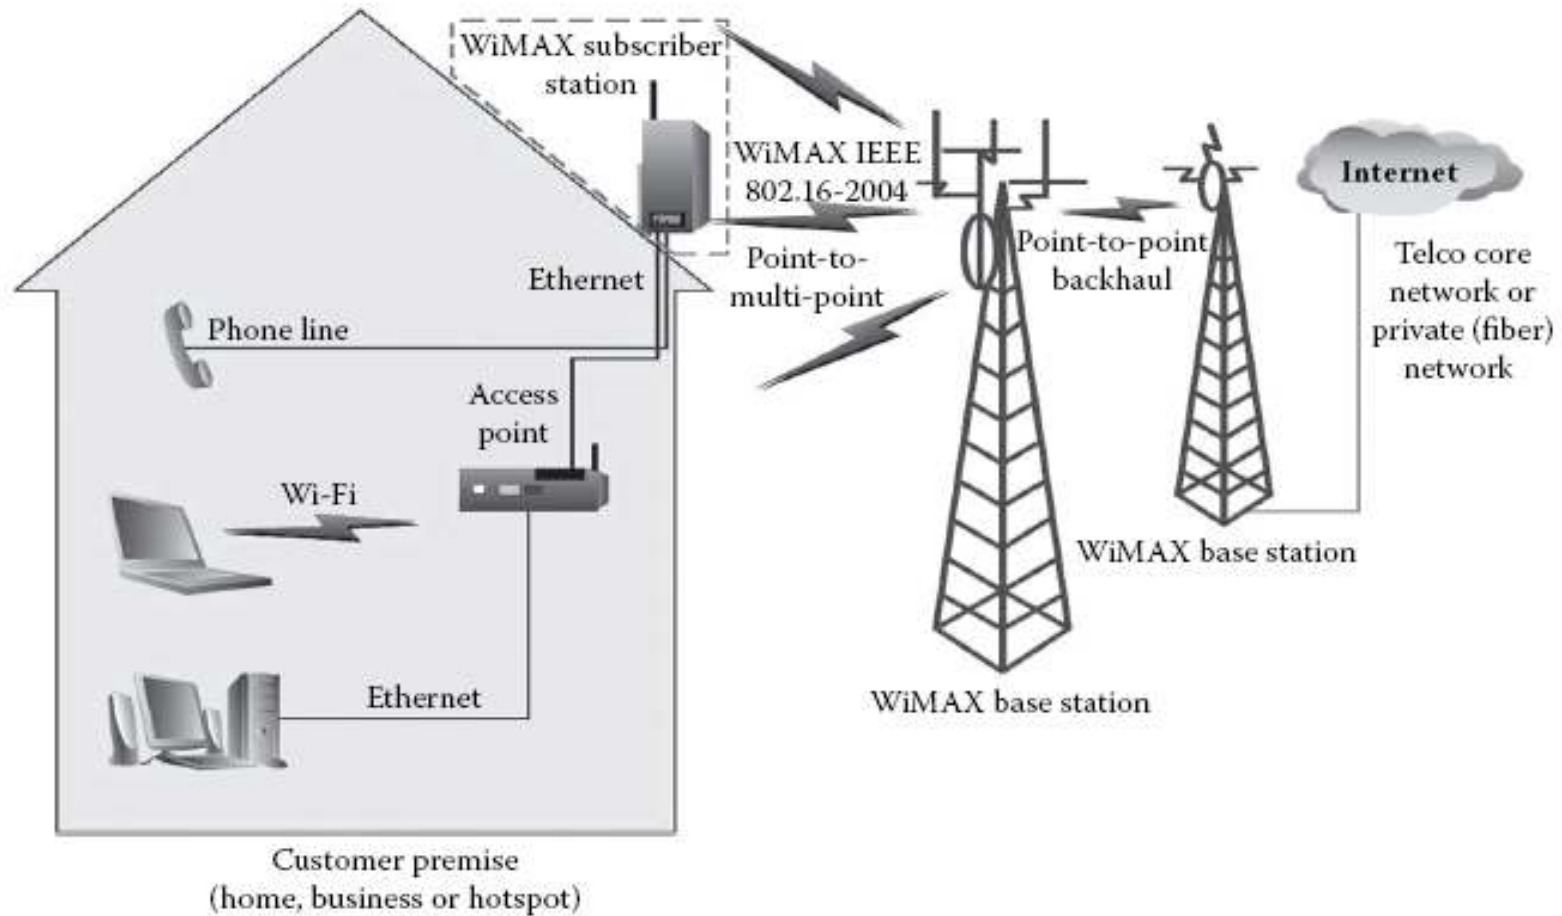 WiMAX subscriber
station
WiMAX IEEE
802.16-2004
Point-to-
multi-point
Point-to-point
backhaul
Internet
Telco core
network or
private (fiber)
network
Ethernet
Phone line
Access
point
Wi-Fi
Ethernet
WiMAX base station
WiMAX base station
Customer premise
(home, business or hotspot)